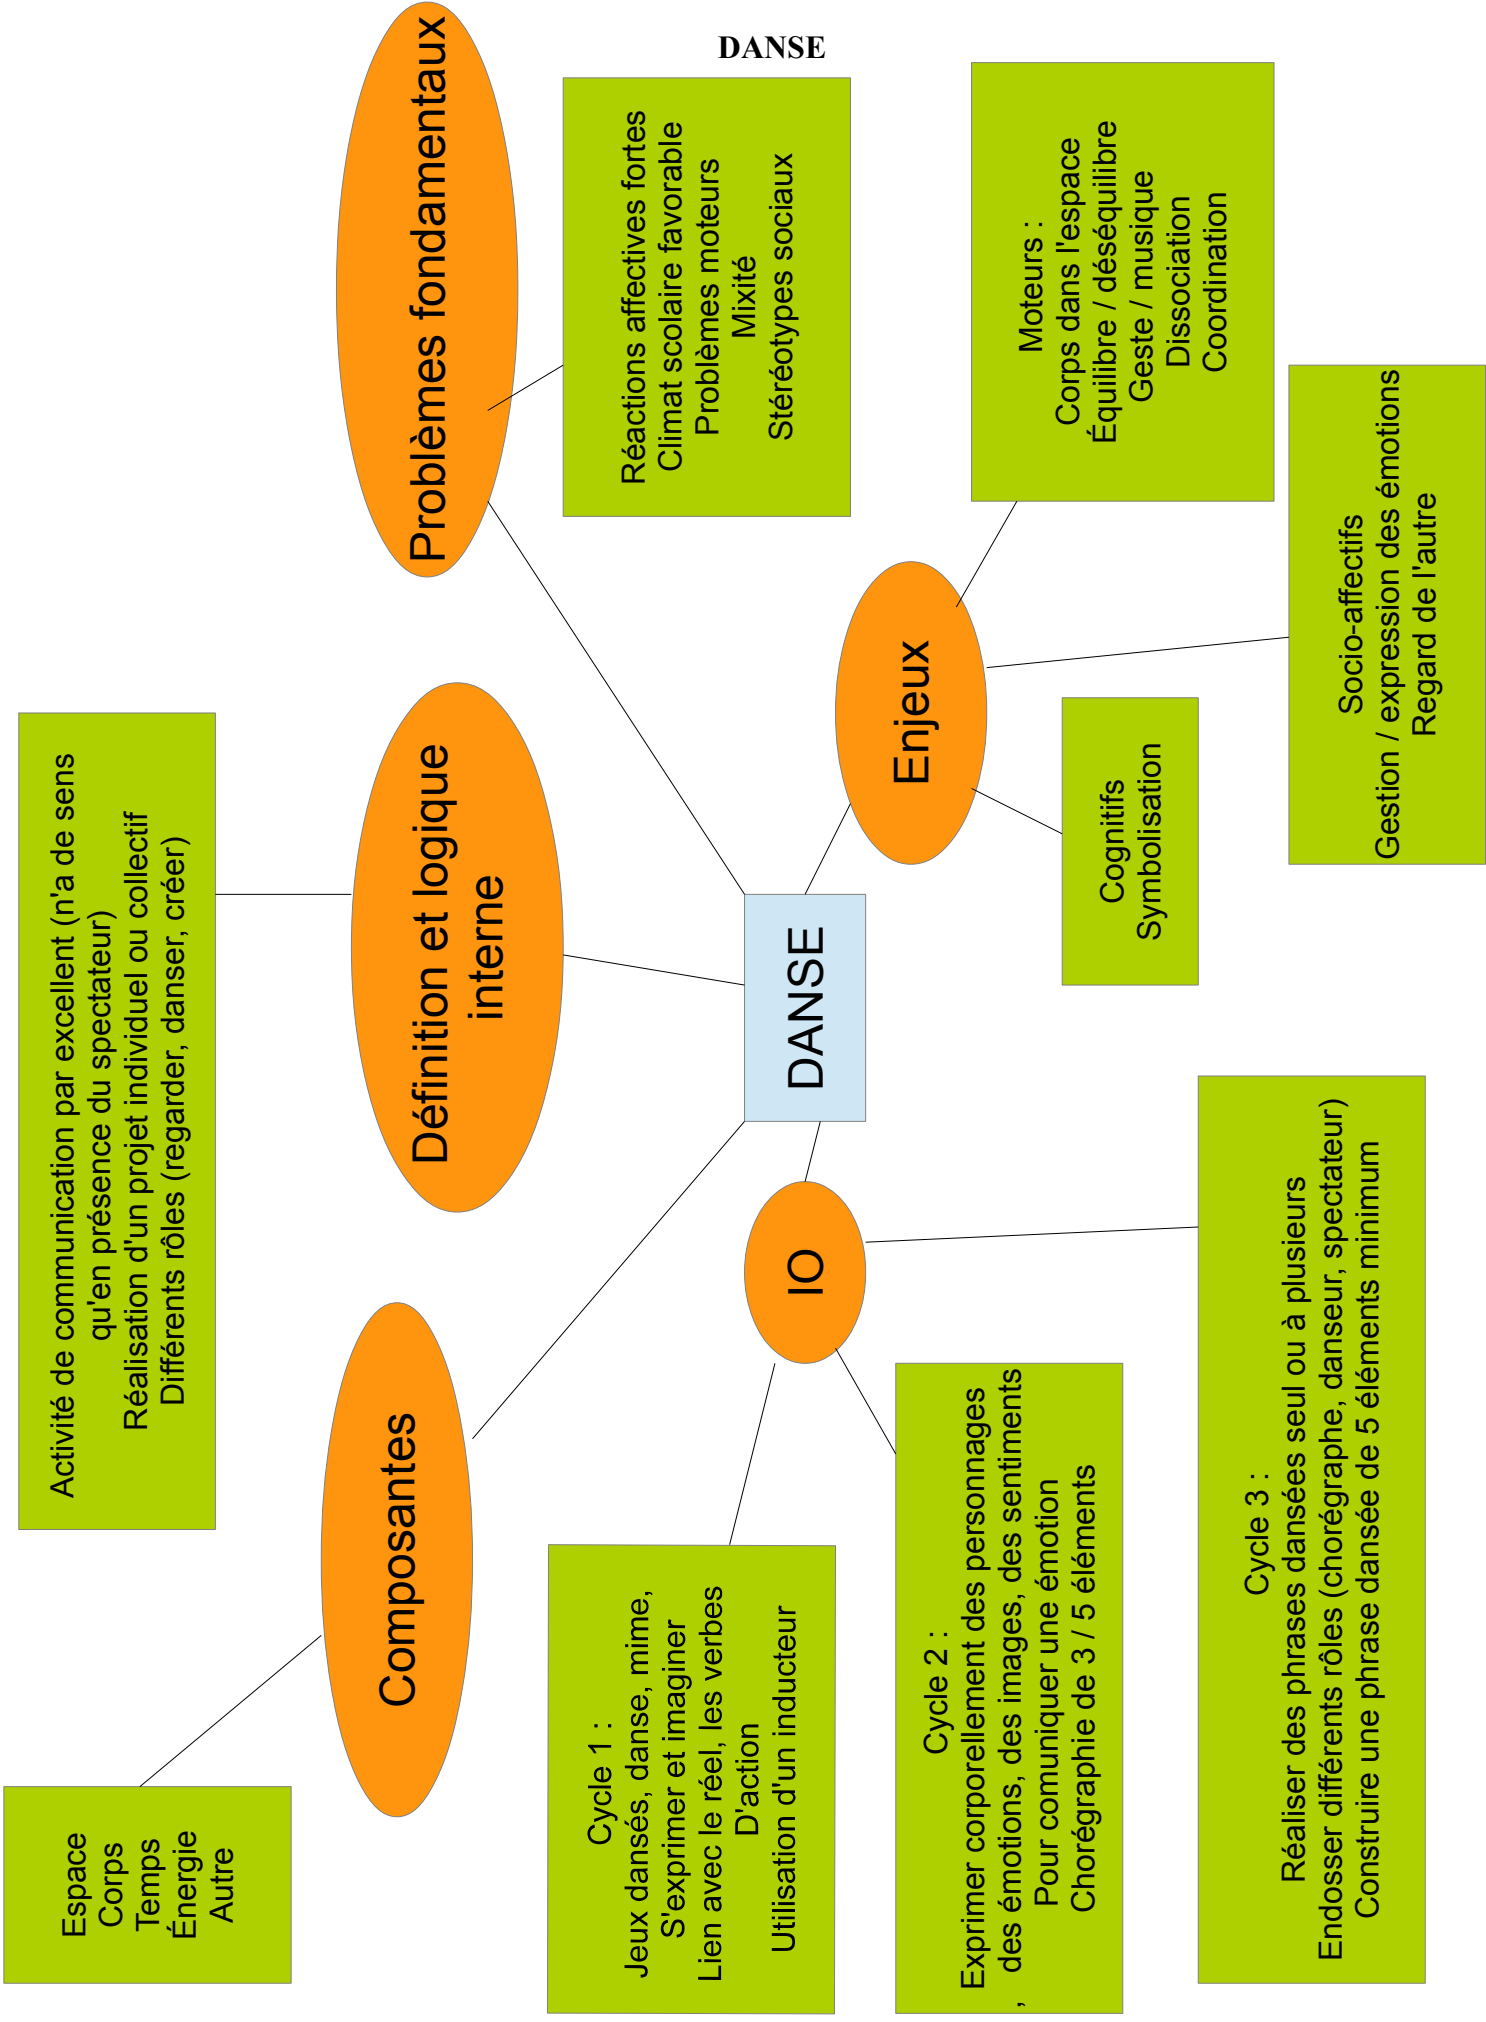 DANSE
Espace
Corps
Temps
Énergie
Autre
Composantes
Activité de communication par excellent (n'a de sens
qu'en présence du spectateur)
Réalisation d'un projet individuel ou collectif
Différents rôles (regarder, danser, créer)
Définition et logique
interne
Problèmes fondamentaux
Réactions affectives fortes
Climat scolaire favorable
Problèmes moteurs
Mixité
Stéréotypes sociaux
DANSE
IO
Cycle 1 :
Jeux dansés, danse, mime,
S'exprimer et imaginer
Lien avec le réel, les verbes
D'action
Utilisation d'un inducteur
Cycle 2 :
Exprimer corporellement des personnages
, des émotions, des images, des sentiments
Pour comuniquer une émotion
Chorégraphie de 3 / 5 éléments
Cycle 3 :
Réaliser des phrases dansées seul ou à plusieurs
Endosser différents rôles (chorégraphe, danseur, spectateur)
Construire une phrase dansée de 5 éléments minimum
Enjeux
Cognitifs
Symbolisation
Moteurs :
Corps dans l'espace
Équilibre / déséquilibre
Geste / musique
Dissociation
Coordination
Socio-affectifs
Gestion / expression des émotions
Regard de l'autre